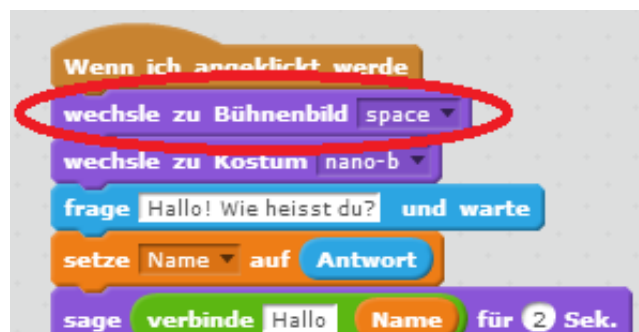 Wenn ich angeklickt werde
wechsle zu Bühnenbild space
wechsle zu Kostum nano-b
frage Hallo! Wie heisst du? und warte
setze Name auf Antwort
sage verbinde Hallo Name für 2 Sek.